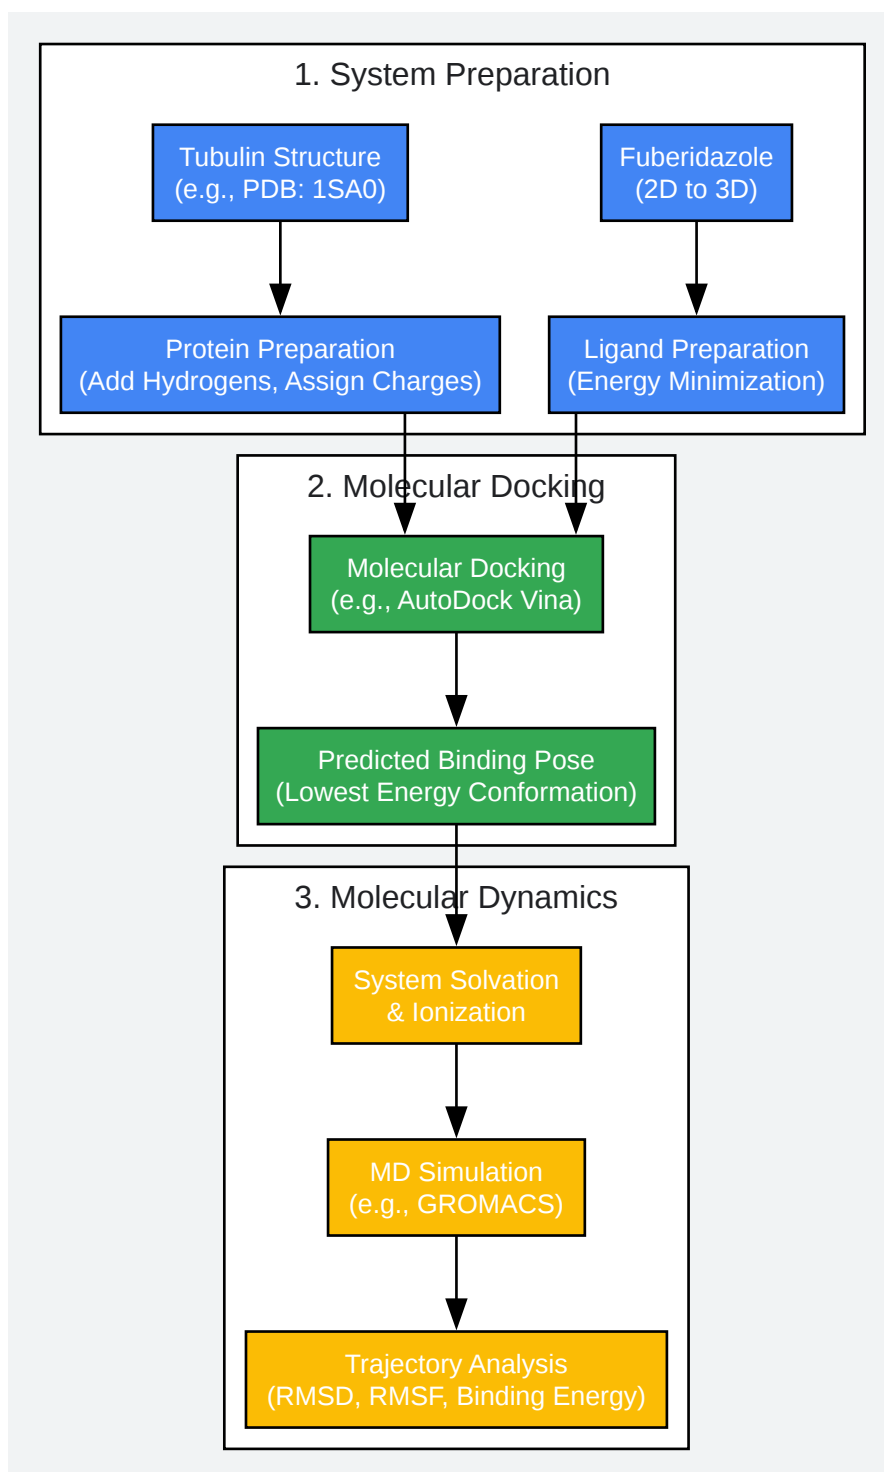 1. System Preparation
Tubulin Structure
(e.g., PDB: 1SA0)
Fuberidazole
(2D to 3D)
Protein Preparation
(Add Hydrogens, Assign Charges)
Ligand Preparation
(Energy Minimization)
2. Molecular Docking
Molecular Docking
(e.g., AutoDock Vina)
Predicted Binding Pose
(Lowest Energy Conformation)
3. Molecular Dynamics
System Solvation
& Ionization
MD Simulation
(e.g., GROMACS)
Trajectory Analysis
(RMSD, RMSF, Binding Energy)